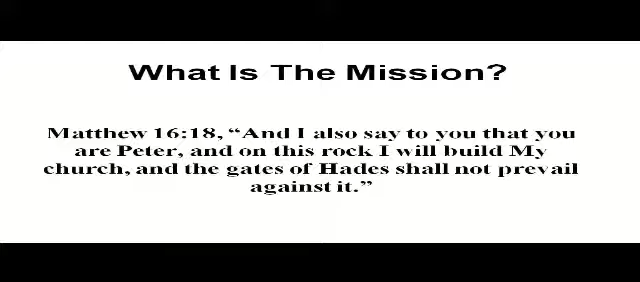 What Is The Mission?
Matthew 16:18, “And I also say to you that you
are Peter, and on this rock I will build My
church, and the gates of Hades shall not prevail
against it.”